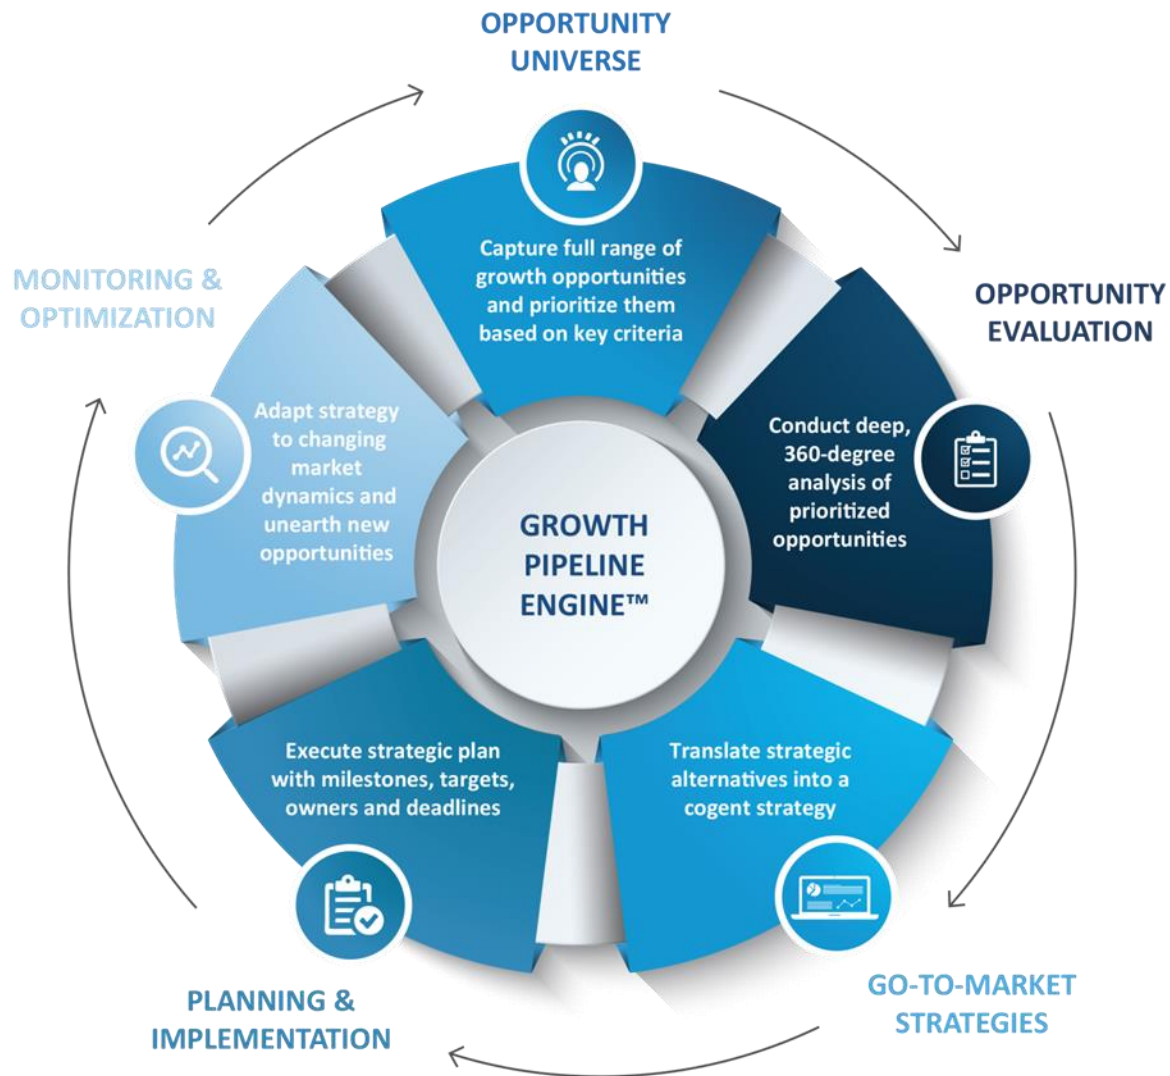 OPPORTUNITY
UNIVERSE
Capture full range of
growth opportunities
and prioritize them
based on key criteria
OPPORTUNITY
EVALUATION
Conduct deep,
360-degree
analysis of
prioritized
opportunities
GO-TO-MARKET
STRATEGIES
Translate strategic
alternatives into a
cogent strategy
PLANNING &
IMPLEMENTATION
Execute strategic plan
with milestones, targets,
owners and deadlines
MONITORING &
OPTIMIZATION
Adapt strategy
to changing
market
dynamics and
unearth new
opportunities
GROWTH
PIPELINE
ENGINE™